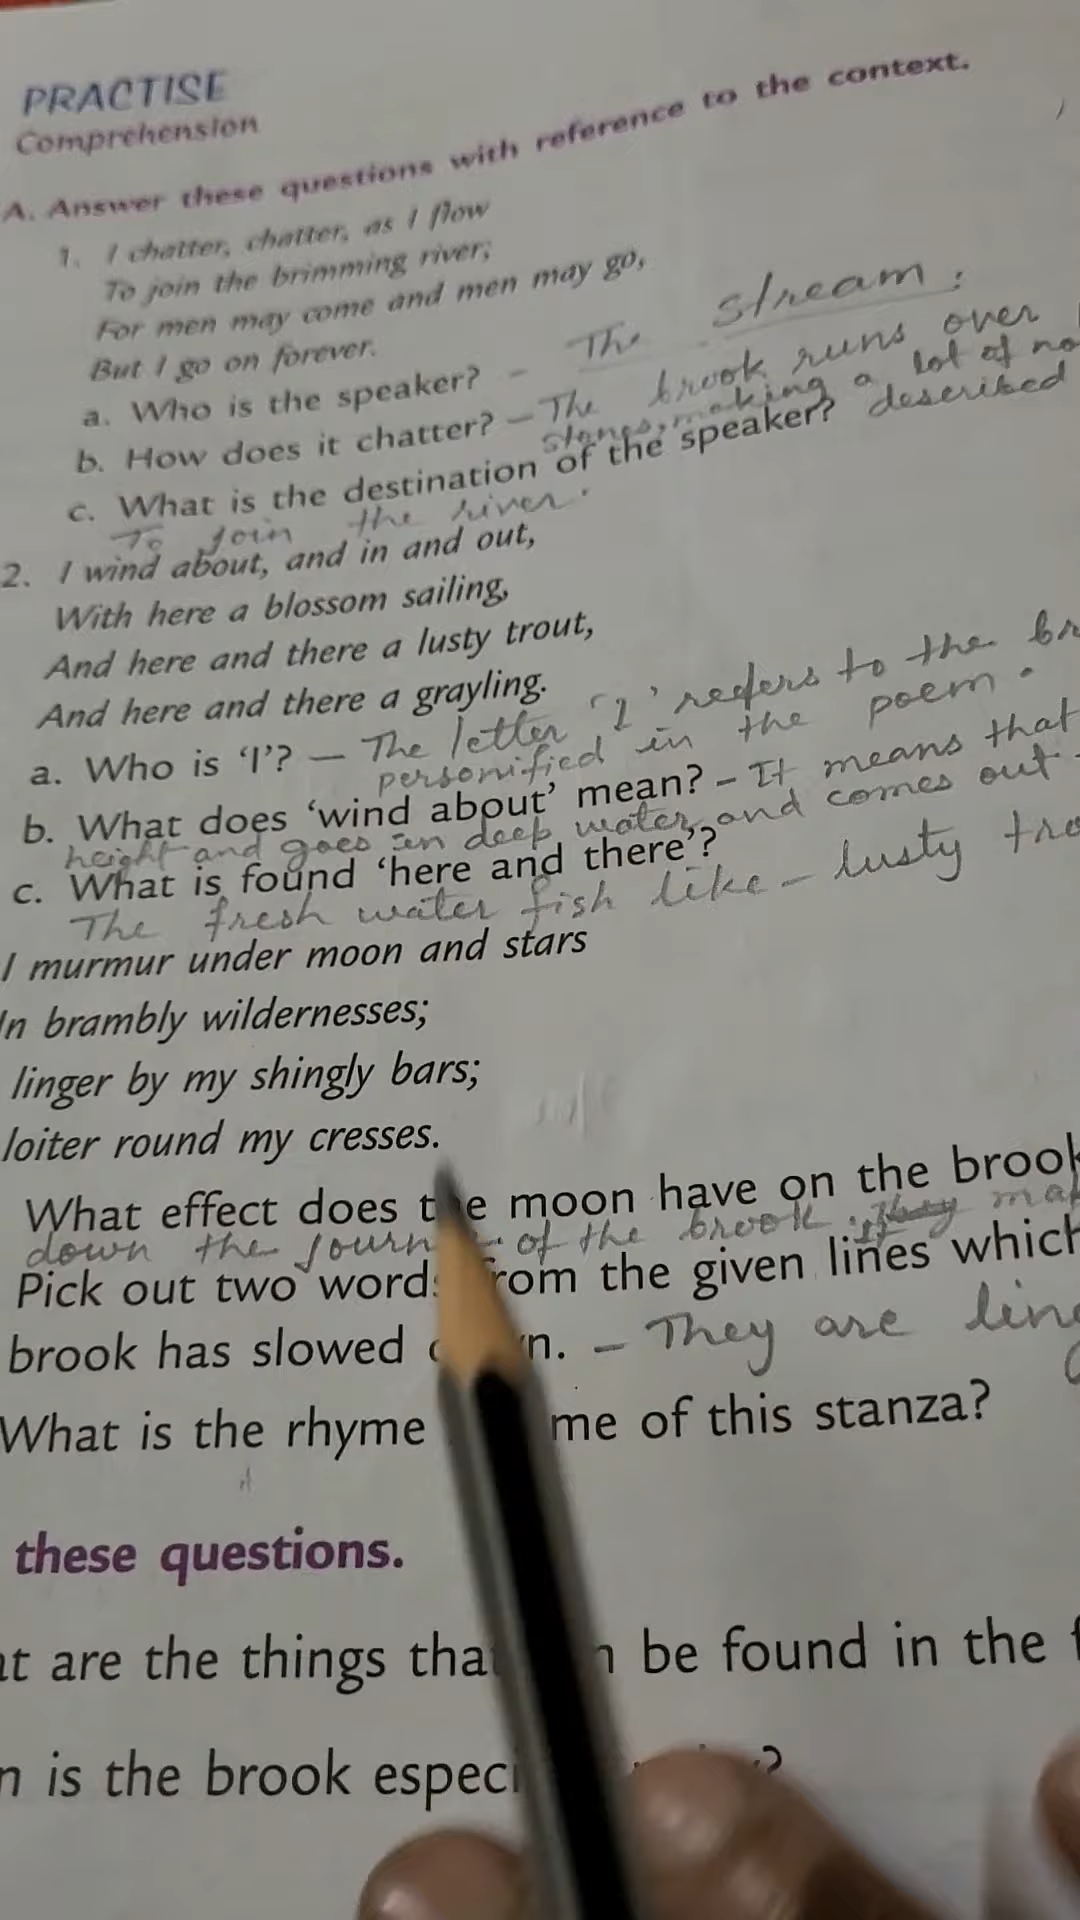 PRACTISE
Comprehension
A. Answer these questions with reference to the context.
1. I chatter, chatter, as I flow
To join the brimming river;
For men may come and men may go,
But I go on forever.
a. Who is the speaker? - The stream.
b. How does it chatter? - The brook runs over
stones, making a lot of
c. What is the destination of the speaker? described
To join the river.
2. I wind about, and in and out,
With here a blossom sailing,
And here and there a lusty trout,
And here and there a grayling.
a. Who is 'I'? - The letter 'I' refers to the
personified in the poem.
b. What does 'wind about' mean? - It means that
height and goes in deep water and comes out
c. What is found 'here and there'?
The fresh water fish like - lusty
I murmur under moon and stars
In brambly wildernesses;
linger by my shingly bars;
loiter round my cresses.
What effect does the moon have on the brook
down the of the brook.
Pick out two words from the given lines which
brook has slowed - They are
What is the rhyme of this stanza?
these questions.
are the things be found in the
is the brook